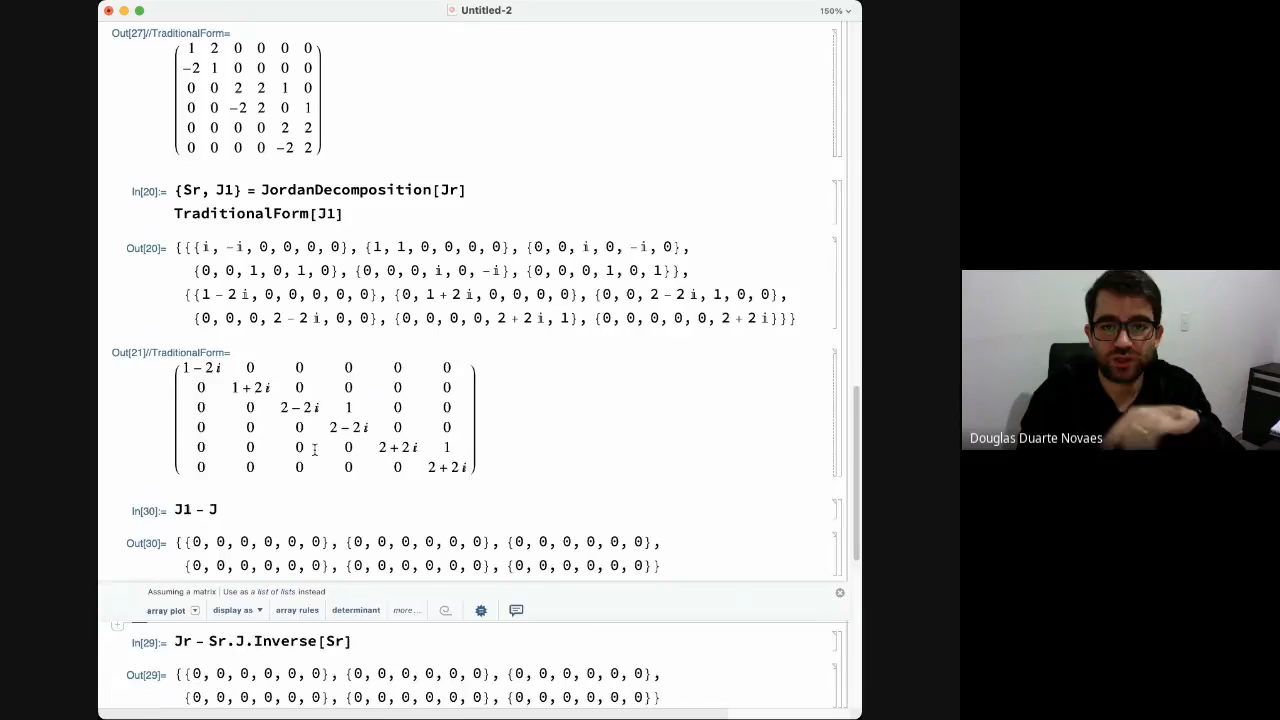 Untitled-2
150%
Out[27]//TraditionalForm=
1 2 0 0 0 0
−2 1 0 0 0 0
0 0 2 2 1 0
0 0 −2 2 0 1
0 0 0 0 2 2
0 0 0 0 −2 2
In[20]:= {Sr, J1} = JordanDecomposition[Jr]
TraditionalForm[J1]
Out[20]= {{{i, -i, 0, 0, 0, 0}, {1, 1, 0, 0, 0, 0}, {0, 0, i, 0, -i, 0},
{0, 0, 1, 0, 1, 0}, {0, 0, 0, i, 0, -i}, {0, 0, 0, 1, 0, 1}},
{{1 - 2 i, 0, 0, 0, 0, 0}, {0, 1 + 2 i, 0, 0, 0, 0}, {0, 0, 2 - 2 i, 1, 0, 0},
{0, 0, 0, 2 - 2 i, 0, 0}, {0, 0, 0, 0, 2 + 2 i, 1}, {0, 0, 0, 0, 0, 2 + 2 i}}}
Out[21]//TraditionalForm=
1 − 2 i 0 0 0 0 0
0 1 + 2 i 0 0 0 0
0 0 2 − 2 i 1 0 0
0 0 0 2 − 2 i 0 0
0 0 0 0 2 + 2 i 1
0 0 0 0 0 2 + 2 i
In[30]:= J1 - J
Out[30]= {{0, 0, 0, 0, 0, 0}, {0, 0, 0, 0, 0, 0}, {0, 0, 0, 0, 0, 0},
{0, 0, 0, 0, 0, 0}, {0, 0, 0, 0, 0, 0}, {0, 0, 0, 0, 0, 0}}
Assuming a matrix | Use as a list of lists instead
array plot display as array rules determinant more...
In[29]:= Jr - Sr.J.Inverse[Sr]
Out[29]= {{0, 0, 0, 0, 0, 0}, {0, 0, 0, 0, 0, 0}, {0, 0, 0, 0, 0, 0},
{0, 0, 0, 0, 0, 0}, {0, 0, 0, 0, 0, 0}, {0, 0, 0, 0, 0, 0}}
Douglas Duarte Novaes